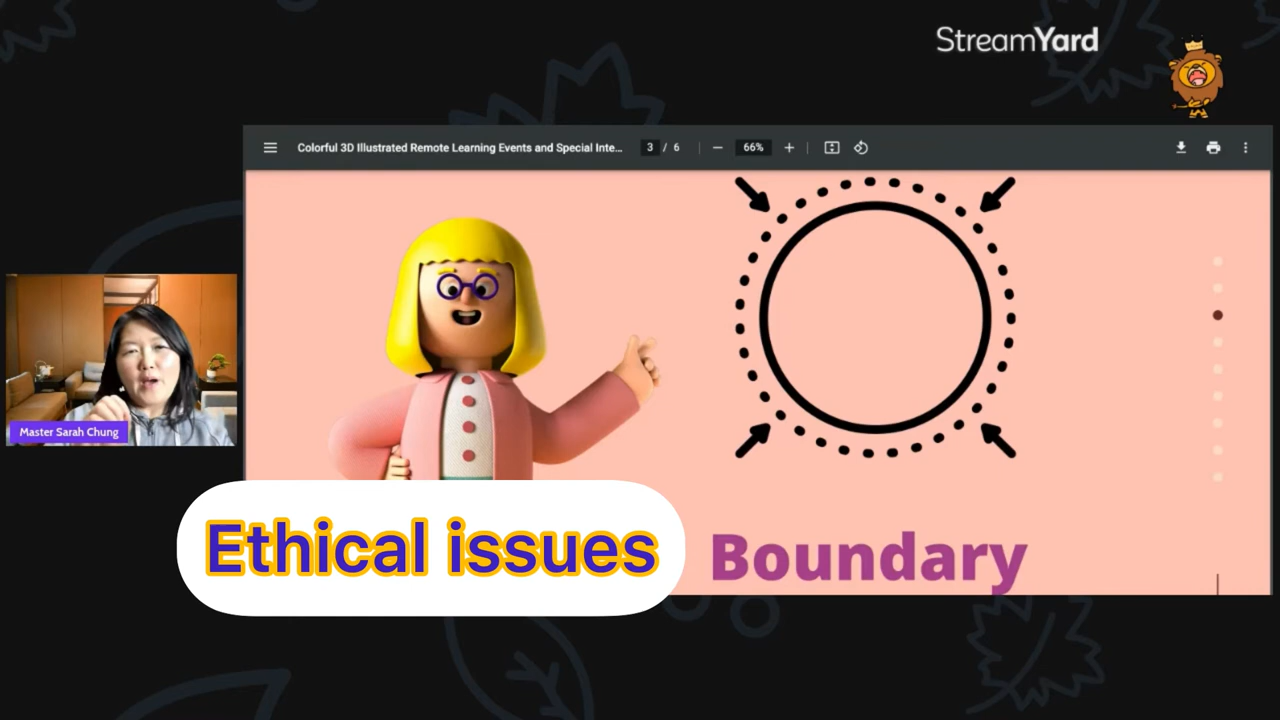 StreamYard
Colorful 3D Illustrated Remote Learning Events and Special Inte...
3 / 6
66%
Master Sarah Chung
Ethical issues
Boundary